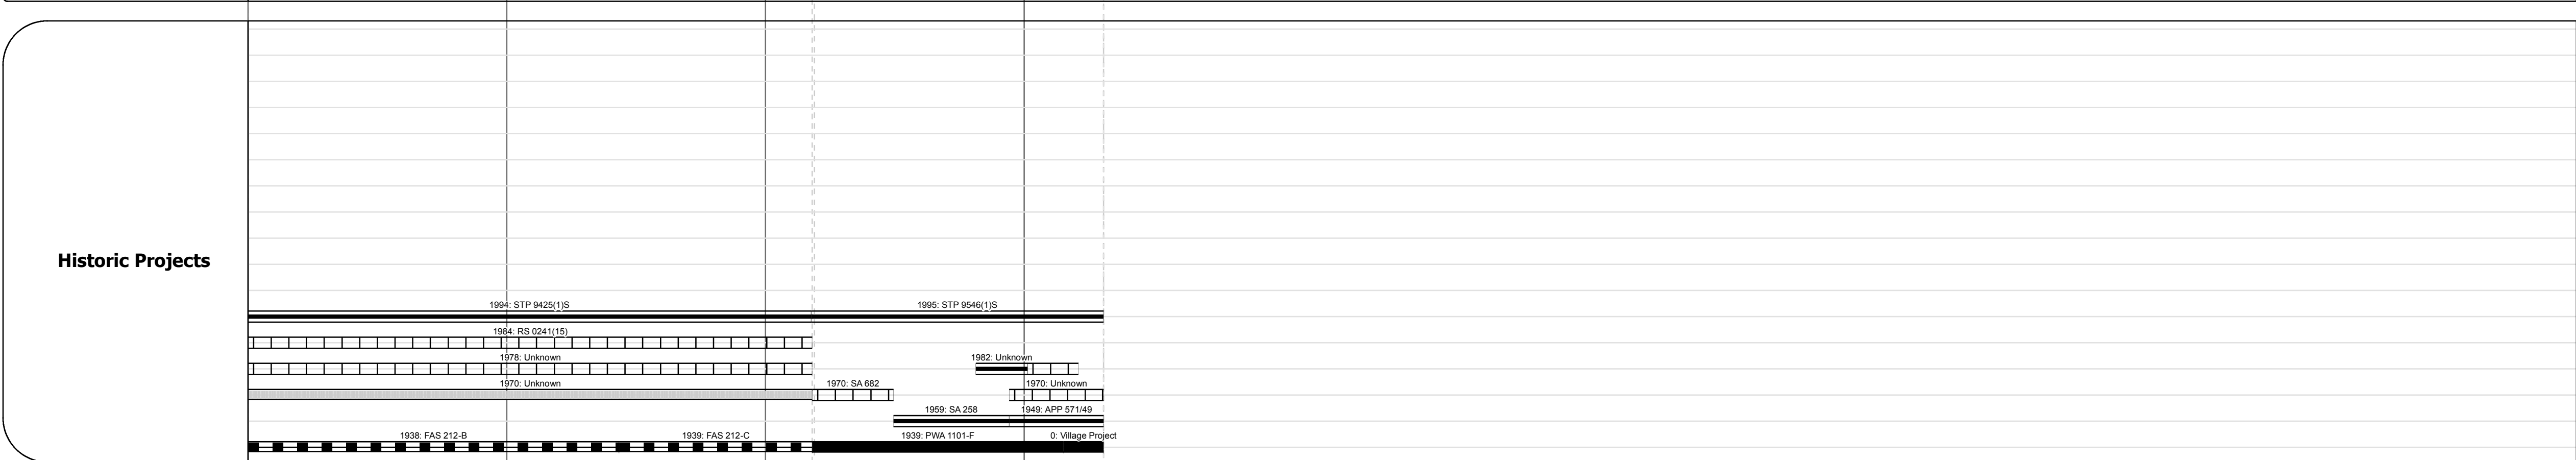 Historic Projects
1994: STP 9425(1)S
1995: STP 9546(1)S
1984: RS 0241(15)
1978: Unknown
1982: Unknown
1970: Unknown
1970: SA 682
1970: Unknown
1959: SA 258
1949: APP 571/49
1938: FAS 212-B
1939: FAS 212-C
1939: PWA 1101-F
0: Village Project